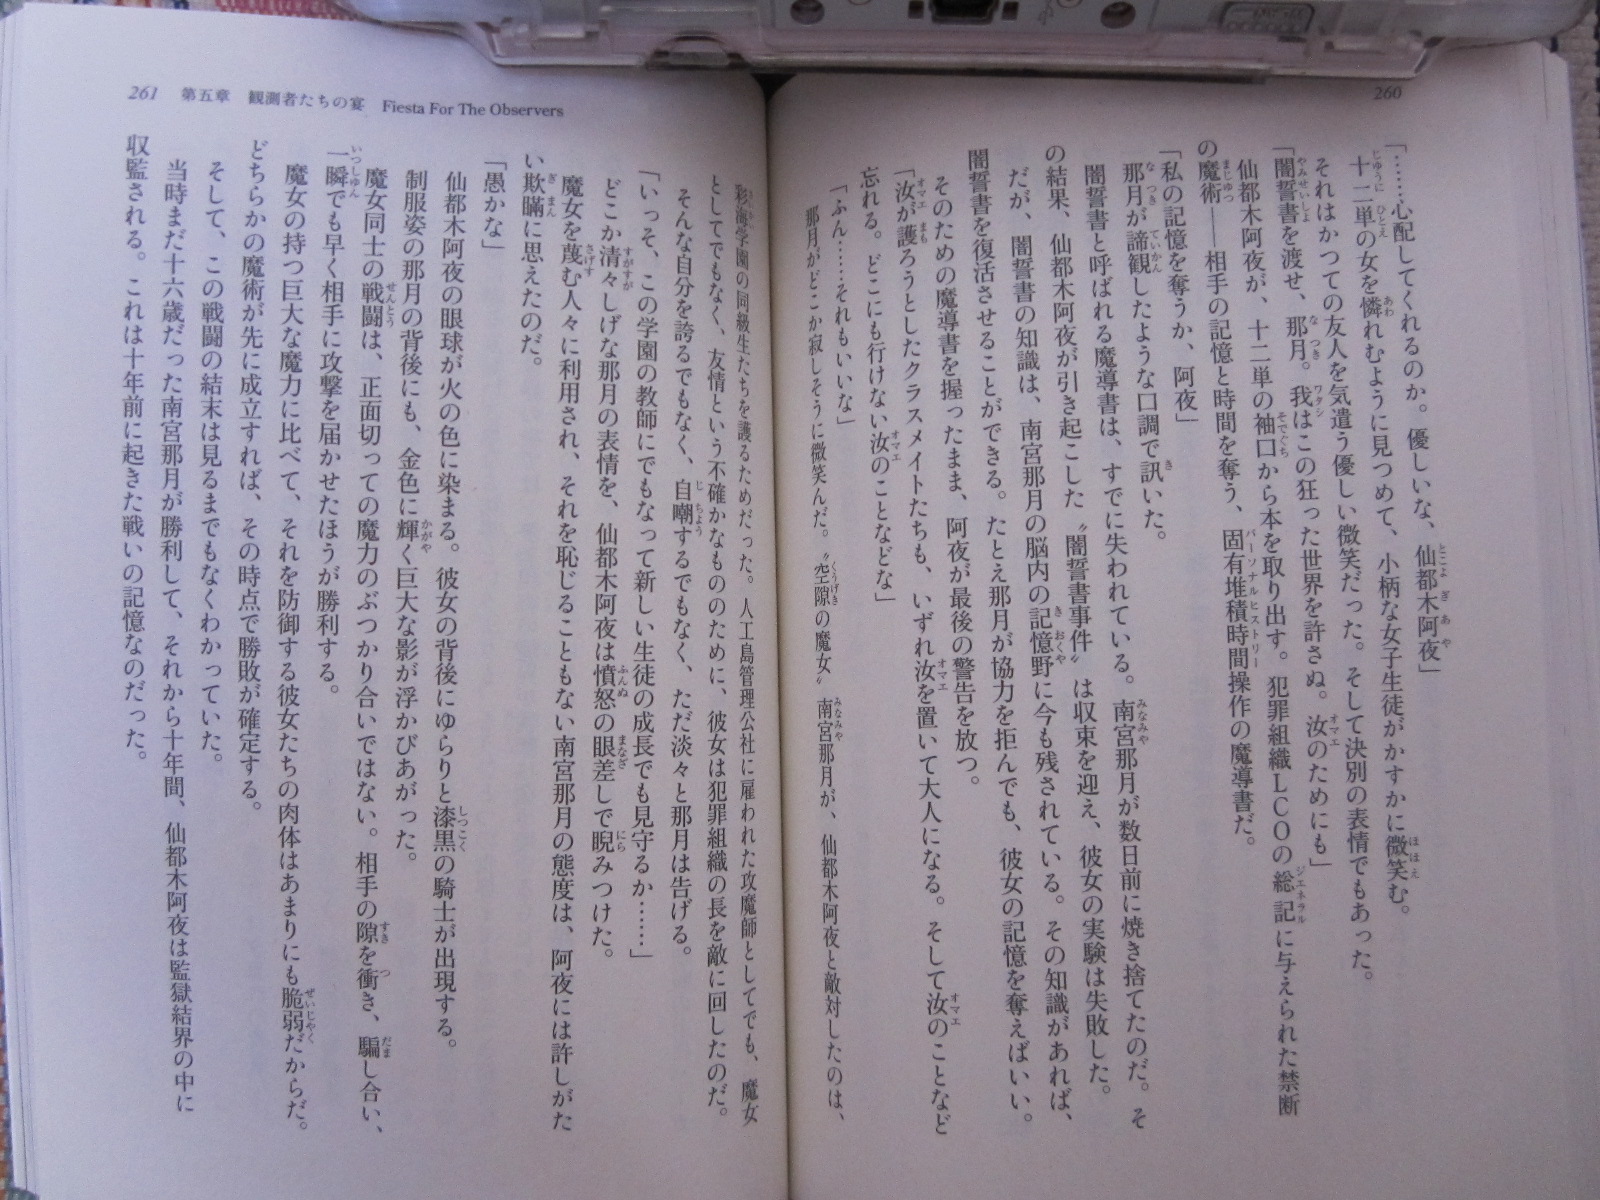 260
「……心配してくれるのか。優しいな、仙都木阿夜」
十二単の女を憐れむように見つめて、小柄な女子生徒がかすかに微笑む。
それはかつての友人を気遣う優しい微笑だった。そして決別の表情でもあった。
「闇誓書を渡せ、那月。我はこの狂った世界を許さぬ。汝のためにも」
仙都木阿夜が、十二単の袖口から本を取り出す。犯罪組織LCOの総記に与えられた禁断
の魔術――相手の記憶と時間を奪う、固有堆積時間操作の魔導書だ。
「私の記憶を奪うか、阿夜」
那月が諦観したような口調で訊いた。
闇誓書と呼ばれる魔導書は、すでに失われている。南宮那月が数日前に焼き捨てたのだ。そ
の結果、仙都木阿夜が引き起こした〝闇誓書事件〟は収束を迎え、彼女の実験は失敗した。
だが、闇誓書の知識は、南宮那月の脳内の記憶野に今も残されている。その知識があれば、
闇誓書を復活させることができる。たとえ那月が協力を拒んでも、彼女の記憶を奪えばいい。
そのための魔導書を握ったまま、阿夜が最後の警告を放つ。
「汝が護ろうとしたクラスメイトたちも、いずれ汝を置いて大人になる。そして汝のことなど
忘れる。どこにも行けない汝のことなどな」
「ふん……それもいいな」
那月がどこか寂しそうに微笑んだ。〝空隙の魔女〟南宮那月が、仙都木阿夜と敵対したのは、
261 第五章 観測者たちの宴 Fiesta For The Observers
彩海学園の同級生たちを護るためだった。人工島管理公社に雇われた攻魔師としてでも、魔女
としてでもなく、友情という不確かなもののために、彼女は犯罪組織の長を敵に回したのだ。
そんな自分を誇るでもなく、自嘲するでもなく、ただ淡々と那月は告げる。
「いっそ、この学園の教師にでもなって新しい生徒の成長でも見守るか……」
どこか清々しげな那月の表情を、仙都木阿夜は憤怒の眼差しで睨みつけた。
魔女を蔑む人々に利用され、それを恥じることもない南宮那月の態度は、阿夜には許しがた
い欺瞞に思えたのだ。
「愚かな」
仙都木阿夜の眼球が火の色に染まる。彼女の背後にゆらりと漆黒の騎士が出現する。
制服姿の那月の背後にも、金色に輝く巨大な影が浮かびあがった。
魔女同士の戦闘は、正面切っての魔力のぶつかり合いではない。相手の隙を衝き、騙し合い、
一瞬でも早く相手に攻撃を届かせたほうが勝利する。
魔女の持つ巨大な魔力に比べて、それを防御する彼女たちの肉体はあまりにも脆弱だからだ。
どちらかの魔術が先に成立すれば、その時点で勝敗が確定する。
そして、この戦闘の結末は見るまでもなくわかっていた。
当時まだ十六歳だった南宮那月が勝利して、それから十年間、仙都木阿夜は監獄結界の中に
収監される。これは十年前に起きた戦いの記憶なのだった。